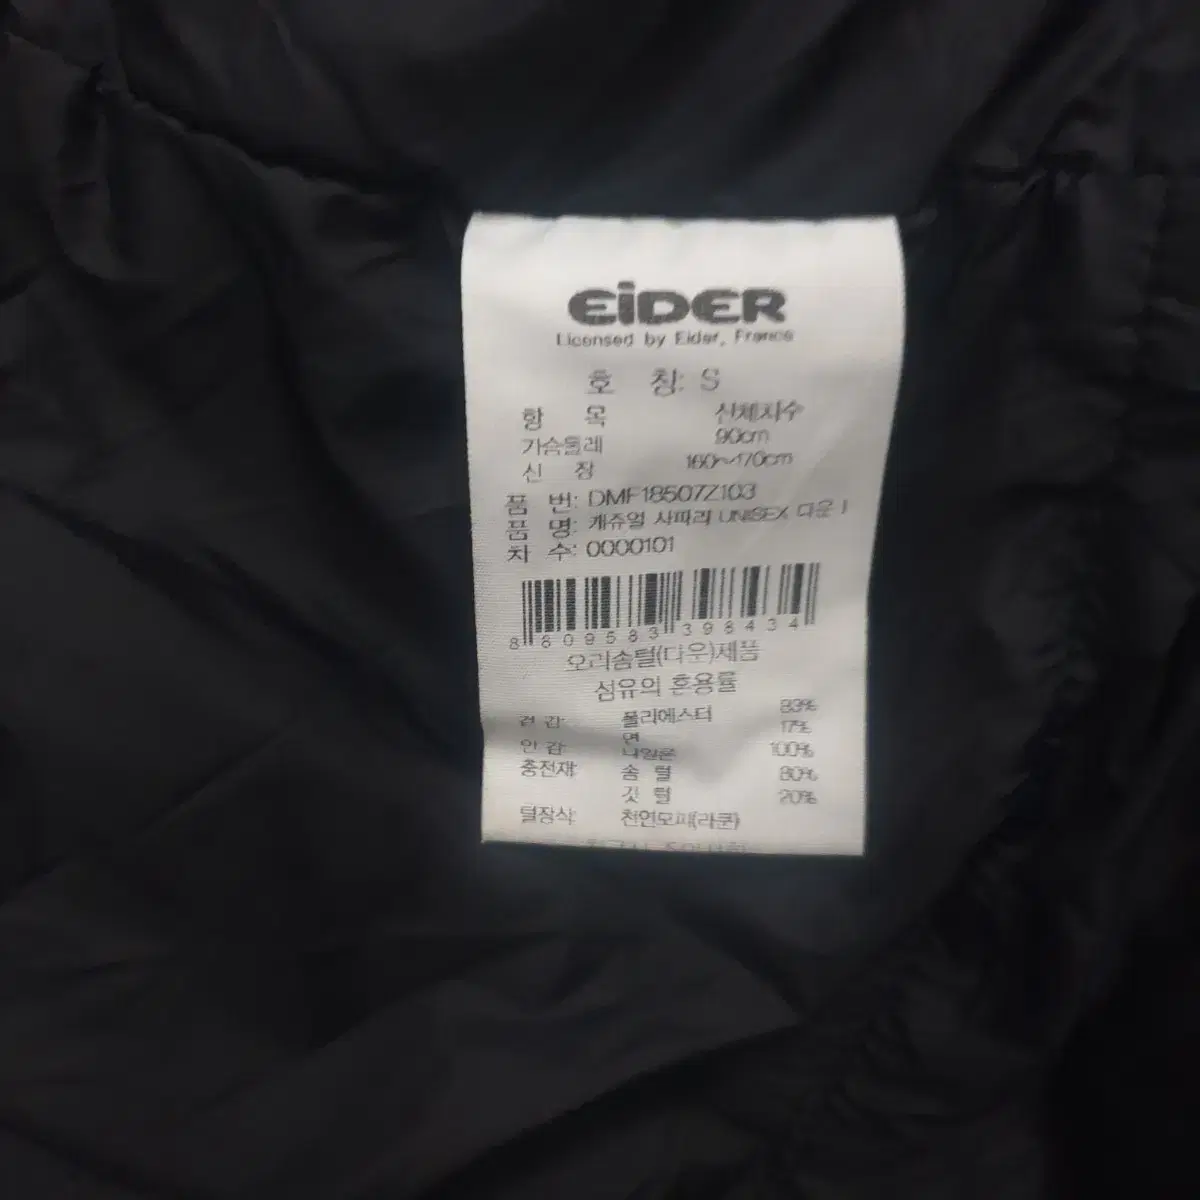 EiDER
Licensed by Eider, France
호 칭: S
항 목 신체치수
가슴둘레 90cm
신 장 160~170cm
품 번: DMF18507Z103
품 명: 캐쥬얼 사파리 UNISEX 다운 I
차 수: 0000101
8 809583 398434
오리솜털(다운)제품
섬유의 혼용률
겉 감: 폴리에스터 83%
면 17%
안 감: 나일론 100%
충전재: 솜 털 80%
깃 털 20%
털장식: 천연모피(라쿤)